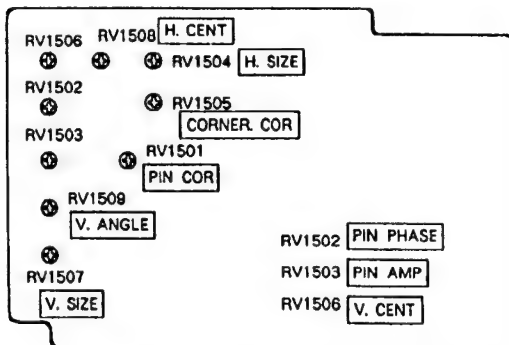 RV1506 RV1508 H. CENT
RV1504 H. SIZE
RV1502
RV1505
CORNER. COR
RV1503
RV1501
PIN COR
RV1509
V. ANGLE
RV1507
V. SIZE
RV1502 PIN PHASE
RV1503 PIN AMP
RV1506 V. CENT